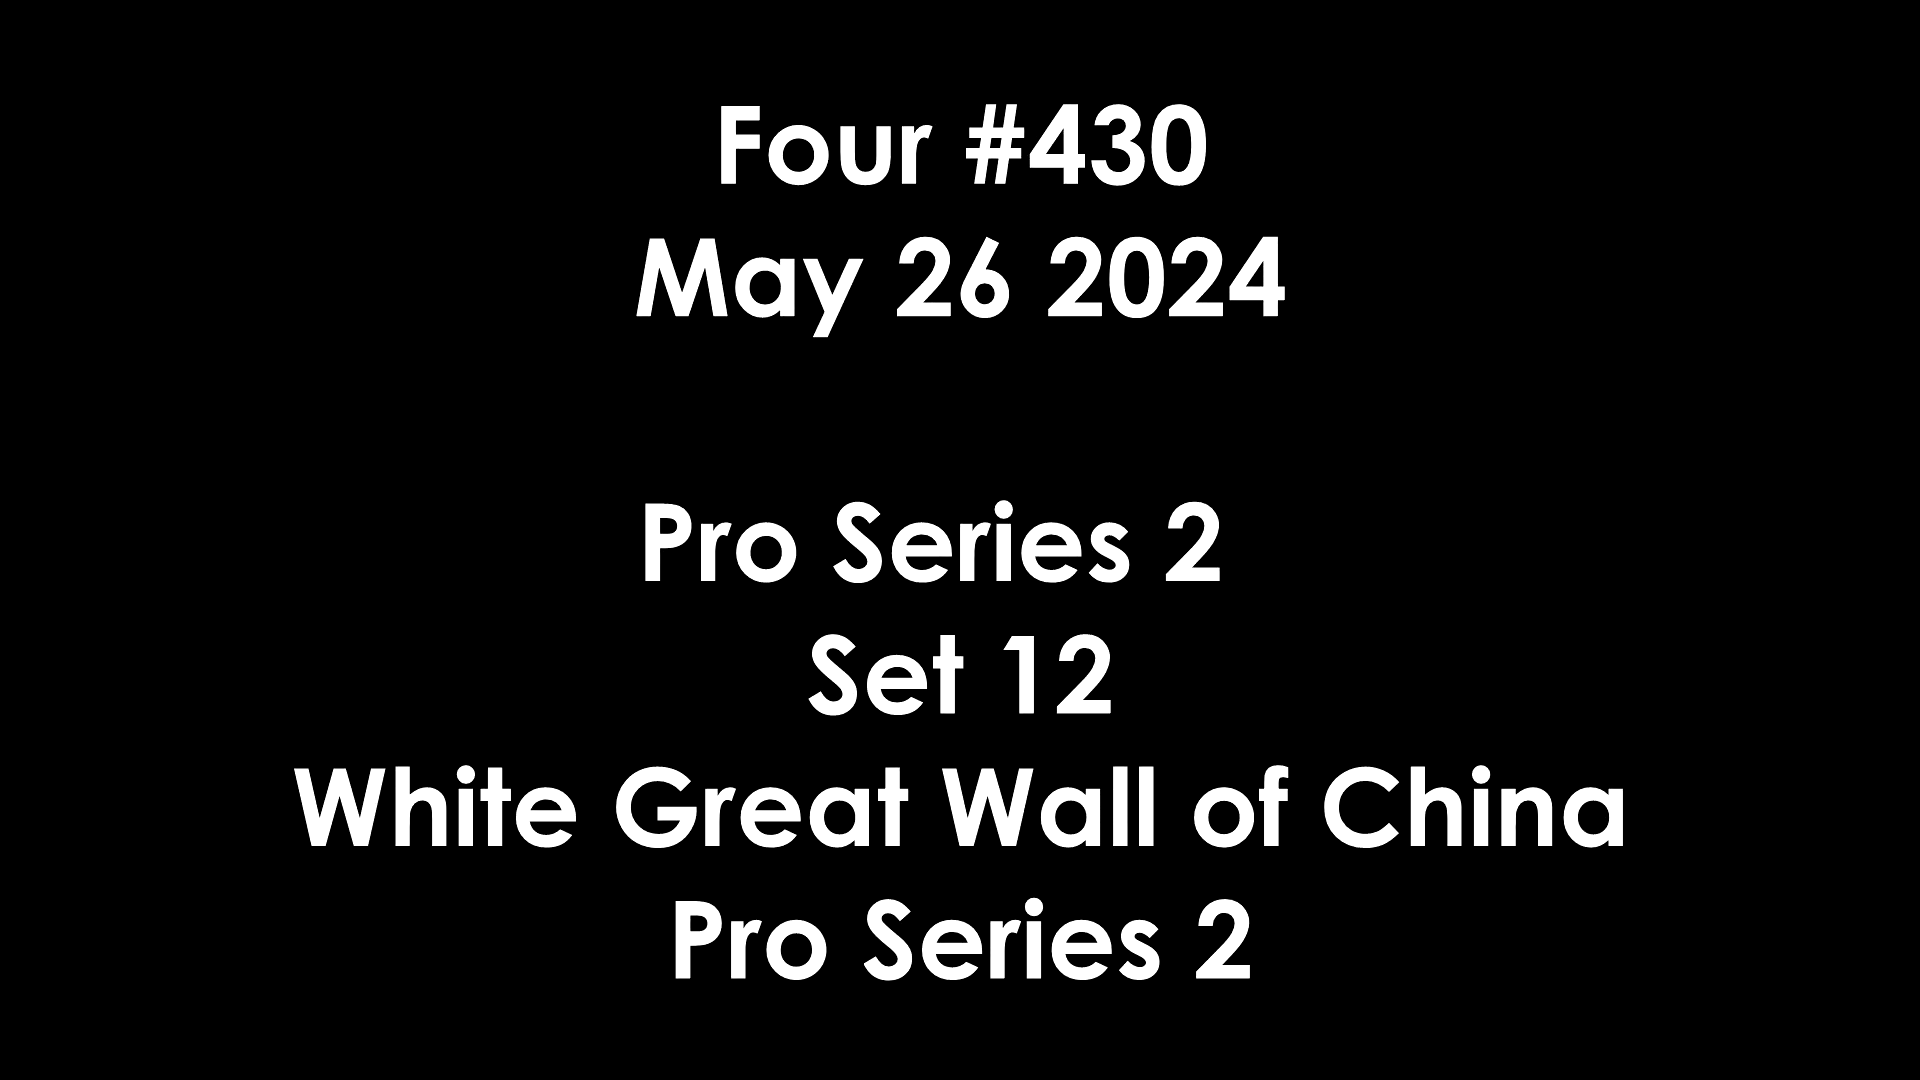 Four #430
May 26 2024
Pro Series 2
Set 12
White Great Wall of China
Pro Series 2